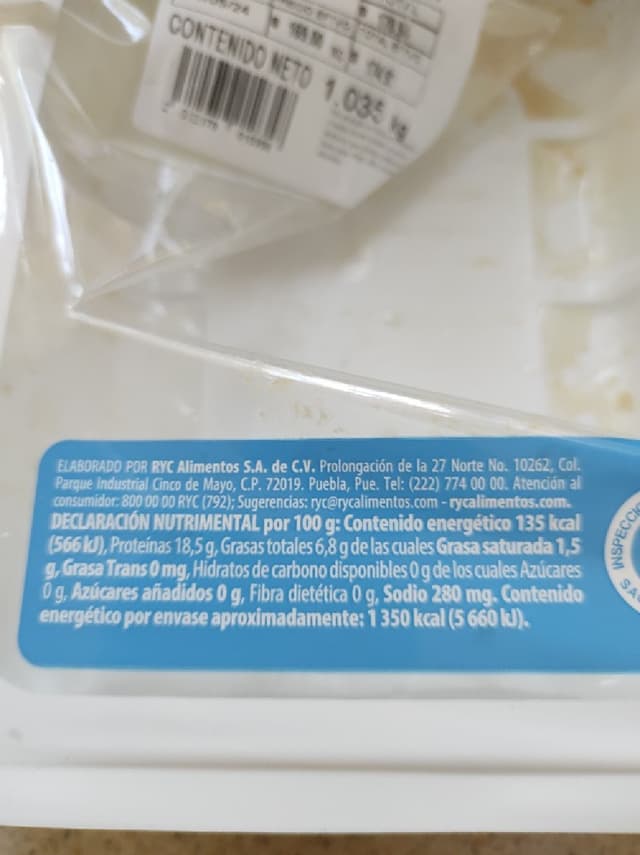 CONTENIDO NETO 1.035 kg
ELABORADO POR RYC Alimentos S.A. de C.V. Prolongación de la 27 Norte No. 10262, Col.
Parque Industrial Cinco de Mayo, C.P. 72019. Puebla, Pue. Tel: (222) 774 00 00. Atención al
consumidor: 800 00 00 RYC (792); Sugerencias: ryc@rycalimentos.com - rycalimentos.com.
DECLARACIÓN NUTRIMENTAL por 100 g: Contenido energético 135 kcal
(566 kJ), Proteínas 18,5 g, Grasas totales 6,8 g de las cuales Grasa saturada 1,5
g, Grasa Trans 0 mg, Hidratos de carbono disponibles 0 g de los cuales Azúcares
0 g, Azúcares añadidos 0 g, Fibra dietética 0 g, Sodio 280 mg. Contenido
energético por envase aproximadamente: 1 350 kcal (5 660 kJ).